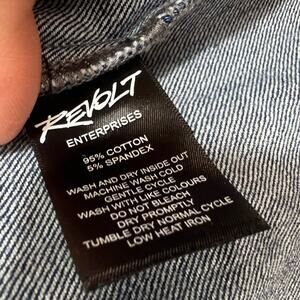 REVOLT
ENTERPRISES
95% COTTON
5% SPANDEX
WASH AND DRY INSIDE OUT
MACHINE WASH COLD
GENTLE CYCLE
WASH WITH LIKE COLOURS
DO NOT BLEACH
DRY PROMPTLY
TUMBLE DRY NORMAL CYCLE
LOW HEAT IRON